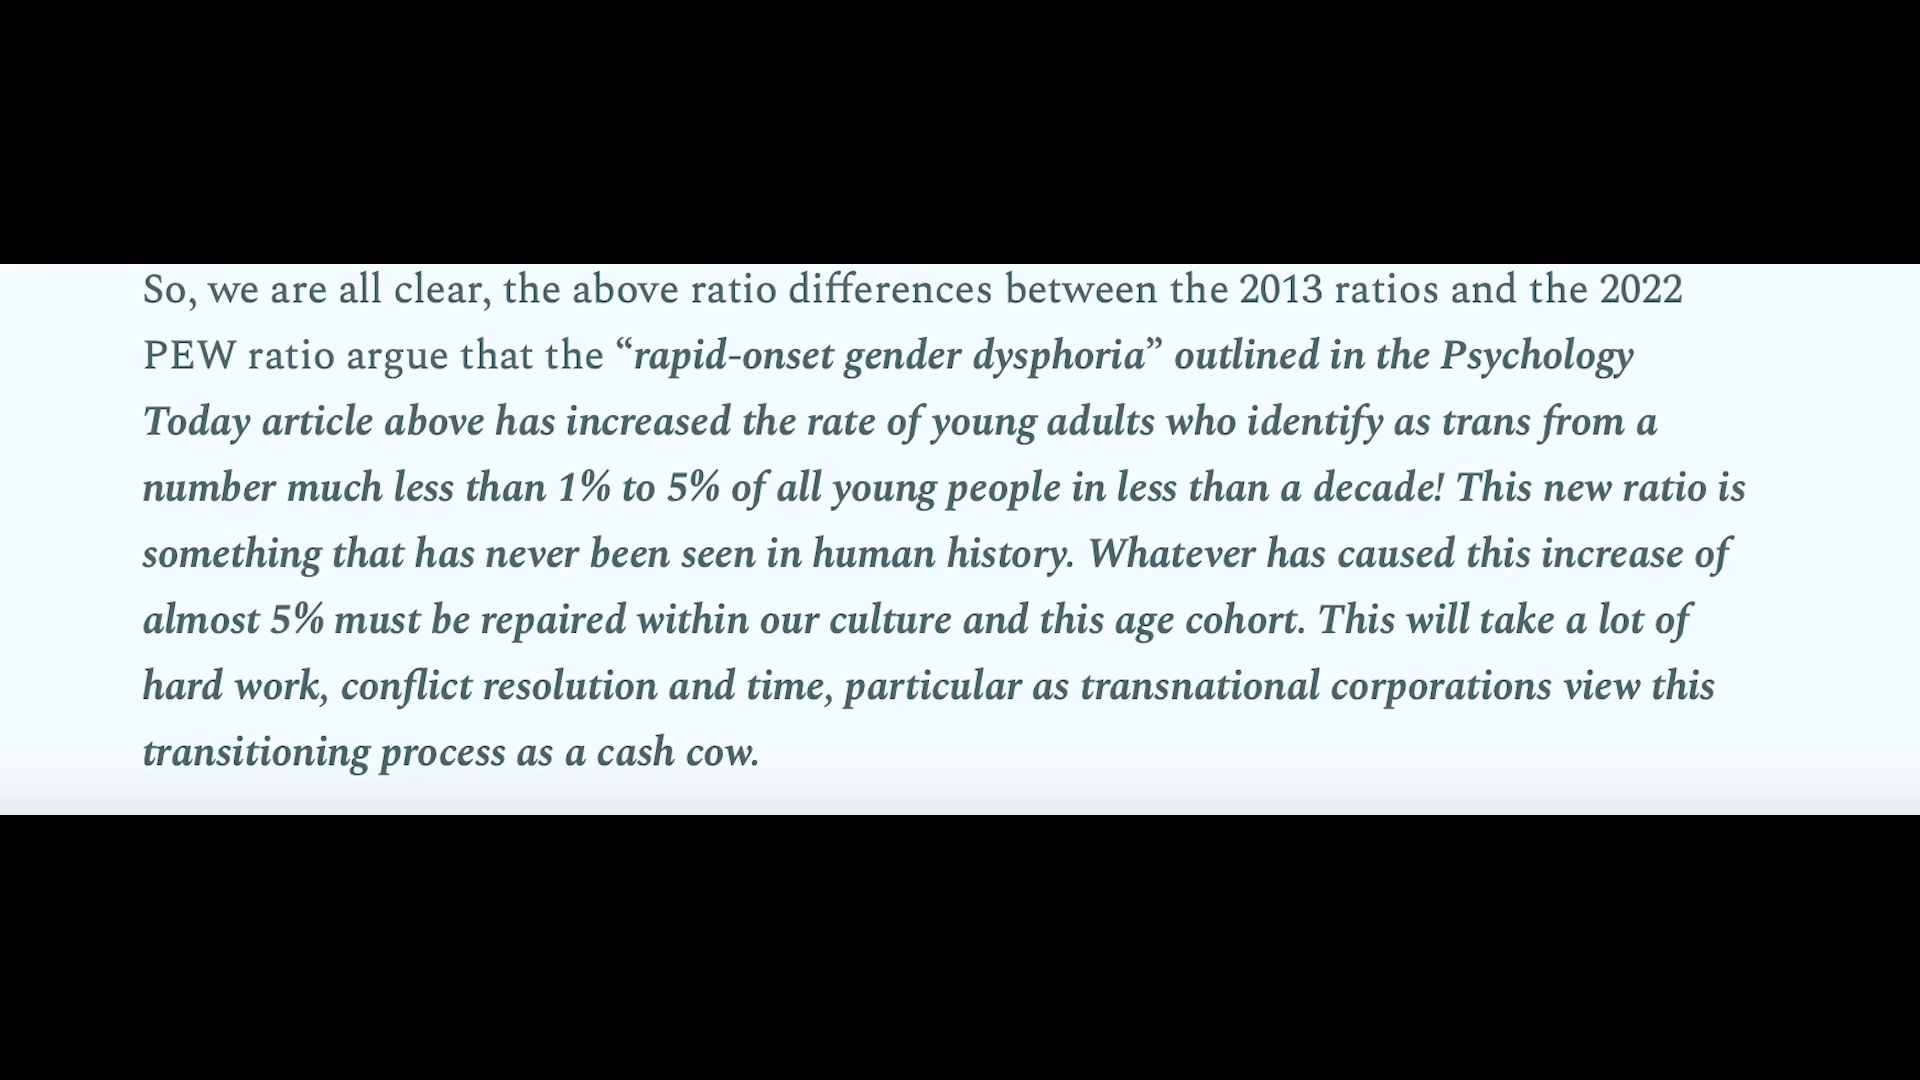 So, we are all clear, the above ratio differences between the 2013 ratios and the 2022
PEW ratio argue that the “rapid-onset gender dysphoria” outlined in the Psychology
Today article above has increased the rate of young adults who identify as trans from a
number much less than 1% to 5% of all young people in less than a decade! This new ratio is
something that has never been seen in human history. Whatever has caused this increase of
almost 5% must be repaired within our culture and this age cohort. This will take a lot of
hard work, conflict resolution and time, particular as transnational corporations view this
transitioning process as a cash cow.